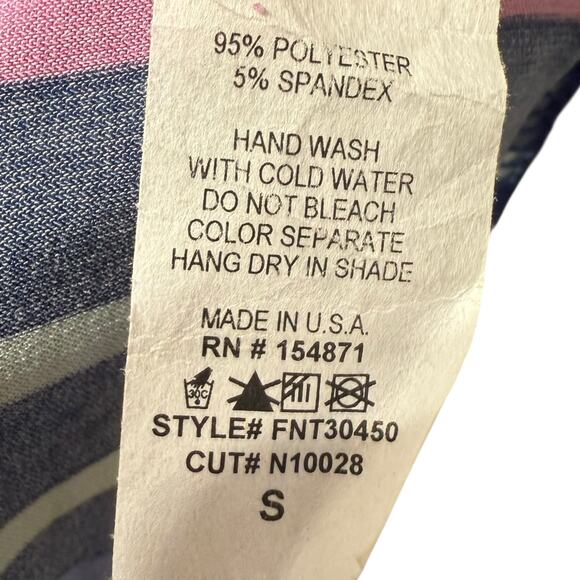 95% POLYESTER
5% SPANDEX
HAND WASH
WITH COLD WATER
DO NOT BLEACH
COLOR SEPARATE
HANG DRY IN SHADE
MADE IN U.S.A.
RN # 154871
30C
STYLE# FNT30450
CUT# N10028
S